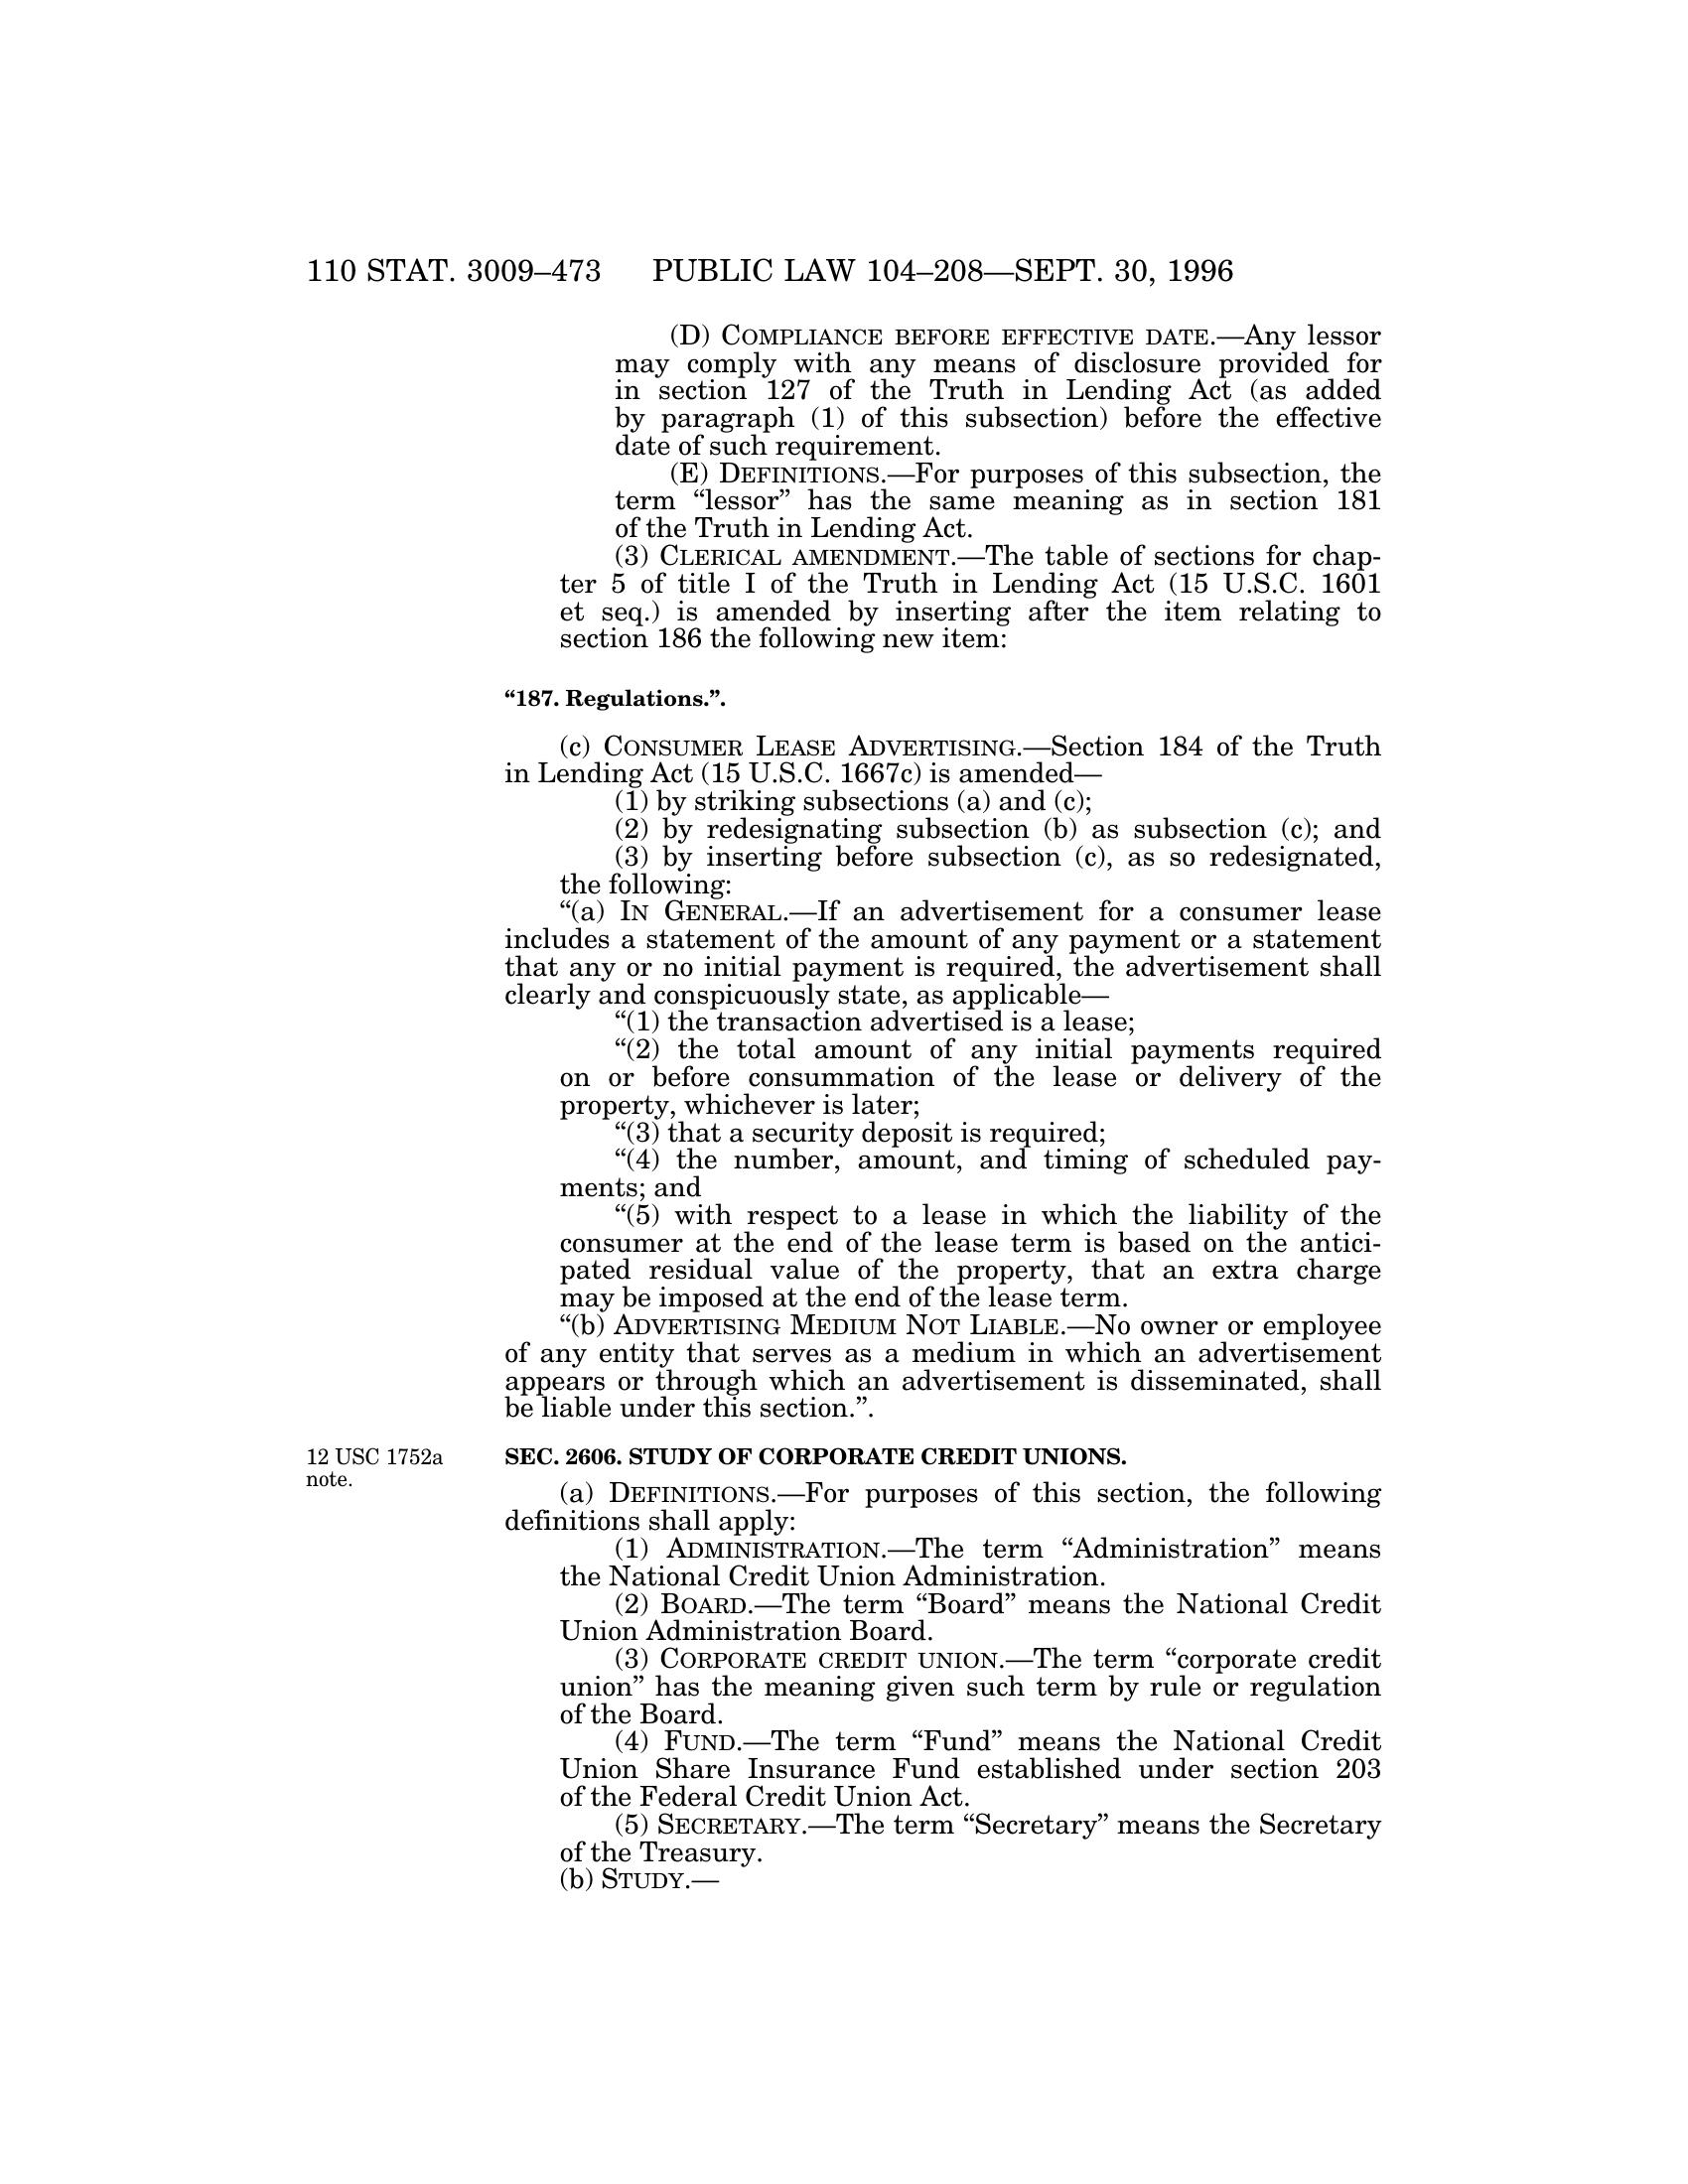 110 STAT. 3009–473 PUBLIC LAW 104–208—SEPT. 30, 1996
(D) COMPLIANCE BEFORE EFFECTIVE DATE.—Any lessor
may comply with any means of disclosure provided for
in section 127 of the Truth in Lending Act (as added
by paragraph (1) of this subsection) before the effective
date of such requirement.
(E) DEFINITIONS.—For purposes of this subsection, the
term “lessor” has the same meaning as in section 181
of the Truth in Lending Act.
(3) CLERICAL AMENDMENT.—The table of sections for chap-
ter 5 of title I of the Truth in Lending Act (15 U.S.C. 1601
et seq.) is amended by inserting after the item relating to
section 186 the following new item:
“187. Regulations.”.
(c) CONSUMER LEASE ADVERTISING.—Section 184 of the Truth
in Lending Act (15 U.S.C. 1667c) is amended—
(1) by striking subsections (a) and (c);
(2) by redesignating subsection (b) as subsection (c); and
(3) by inserting before subsection (c), as so redesignated,
the following:
“(a) IN GENERAL.—If an advertisement for a consumer lease
includes a statement of the amount of any payment or a statement
that any or no initial payment is required, the advertisement shall
clearly and conspicuously state, as applicable—
“(1) the transaction advertised is a lease;
“(2) the total amount of any initial payments required
on or before consummation of the lease or delivery of the
property, whichever is later;
“(3) that a security deposit is required;
“(4) the number, amount, and timing of scheduled pay-
ments; and
“(5) with respect to a lease in which the liability of the
consumer at the end of the lease term is based on the antici-
pated residual value of the property, that an extra charge
may be imposed at the end of the lease term.
“(b) ADVERTISING MEDIUM NOT LIABLE.—No owner or employee
of any entity that serves as a medium in which an advertisement
appears or through which an advertisement is disseminated, shall
be liable under this section.”.
12 USC 1752a
note.
SEC. 2606. STUDY OF CORPORATE CREDIT UNIONS.
(a) DEFINITIONS.—For purposes of this section, the following
definitions shall apply:
(1) ADMINISTRATION.—The term “Administration” means
the National Credit Union Administration.
(2) BOARD.—The term “Board” means the National Credit
Union Administration Board.
(3) CORPORATE CREDIT UNION.—The term “corporate credit
union” has the meaning given such term by rule or regulation
of the Board.
(4) FUND.—The term “Fund” means the National Credit
Union Share Insurance Fund established under section 203
of the Federal Credit Union Act.
(5) SECRETARY.—The term “Secretary” means the Secretary
of the Treasury.
(b) STUDY.—